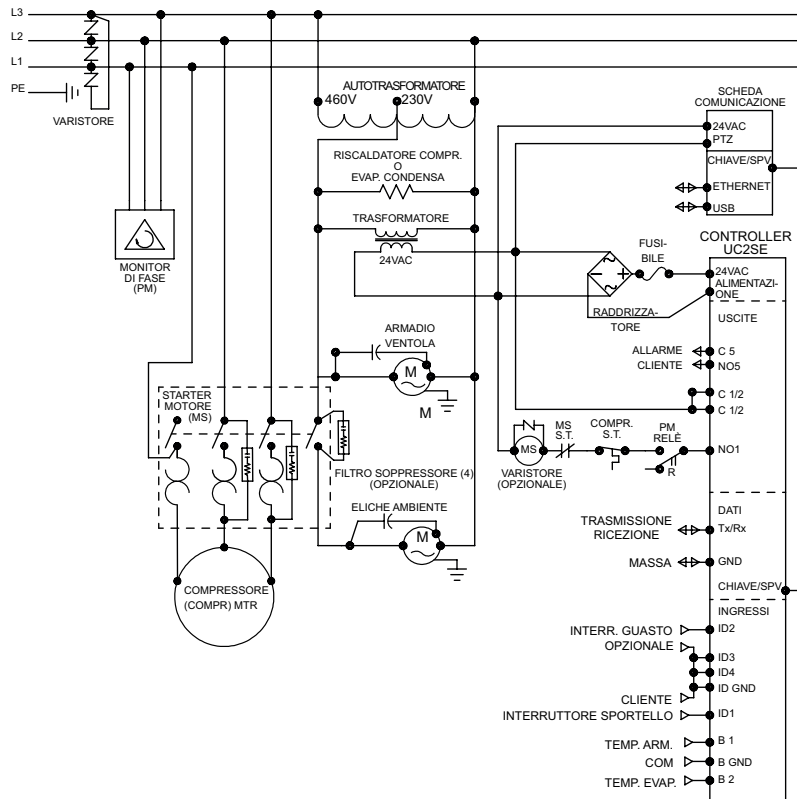 L3
L2
L1
PE
VARISTORE
AUTOTRASFORMATORE
460V
230V
RISCALDATORE COMPR.
O
EVAP. CONDENSA
TRASFORMATORE
24VAC
MONITOR
DI FASE
(PM)
SCHEDA
COMUNICAZIONE
24VAC
PTZ
CHIAVE/SPV
ETHERNET
USB
CONTROLLER
UC2SE
FUSI-
BILE
24VAC
ALIMENTAZI-
ONE
RADDRIZZA-
TORE
USCITE
ARMADIO
VENTOLA
M
M
ALLARME
C 5
CLIENTE
NO5
C 1/2
C 1/2
STARTER
MOTORE
(MS)
MS
S.T.
COMPR.
S.T.
PM
RELÈ
MS
R
NO1
VARISTORE
(OPZIONALE)
FILTRO SOPPRESSORE (4)
(OPZIONALE)
ELICHE AMBIENTE
M
DATI
TRASMISSIONE
RICEZIONE
Tx/Rx
MASSA
GND
CHIAVE/SPV
COMPRESSORE
(COMPR) MTR
INGRESSI
INTERR. GUASTO
ID2
OPZIONALE
ID3
ID4
ID GND
CLIENTE
INTERRUTTORE SPORTELLO
ID1
TEMP. ARM.
B 1
COM
B GND
TEMP. EVAP.
B 2